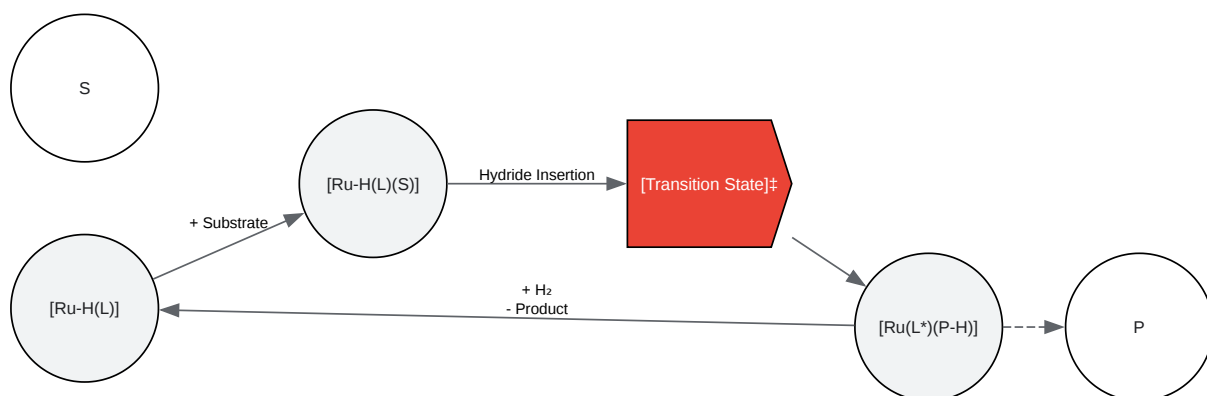 S
[Ru-H(L)(S)]
Hydride Insertion
[Transition State]‡
+ Substrate
[Ru-H(L)]
+ H₂
- Product
[Ru(L*)(P-H)]
P